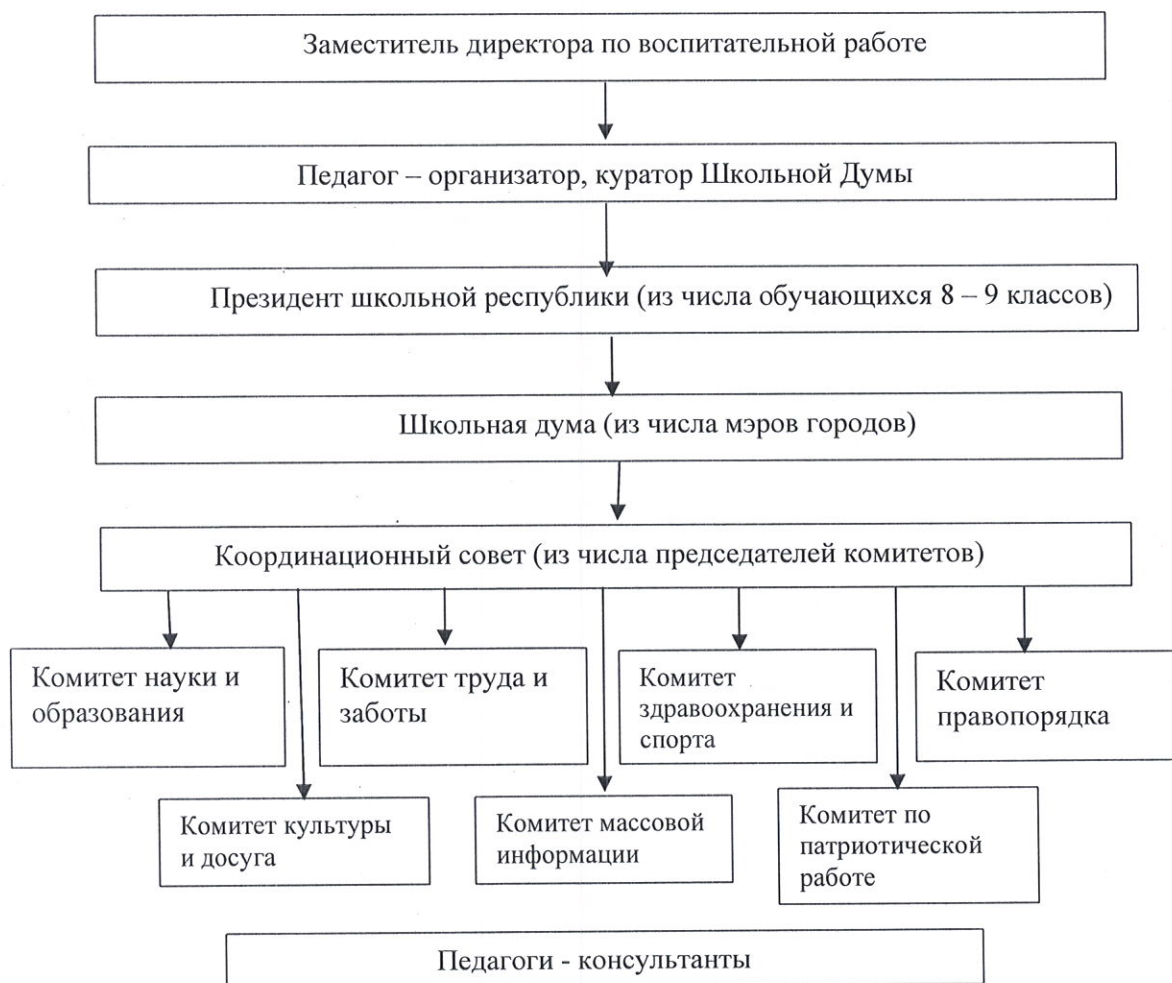 Заместитель директора по воспитательной работе
Педагог – организатор, куратор Школьной Думы
Президент школьной республики (из числа обучающихся 8 – 9 классов)
Школьная дума (из числа мэров городов)
Координационный совет (из числа председателей комитетов)
Комитет науки и
образования
Комитет труда и
заботы
Комитет
здравоохранения и
спорта
Комитет
правопорядка
Комитет культуры
и досуга
Комитет массовой
информации
Комитет по
патриотической
работе
Педагоги - консультанты